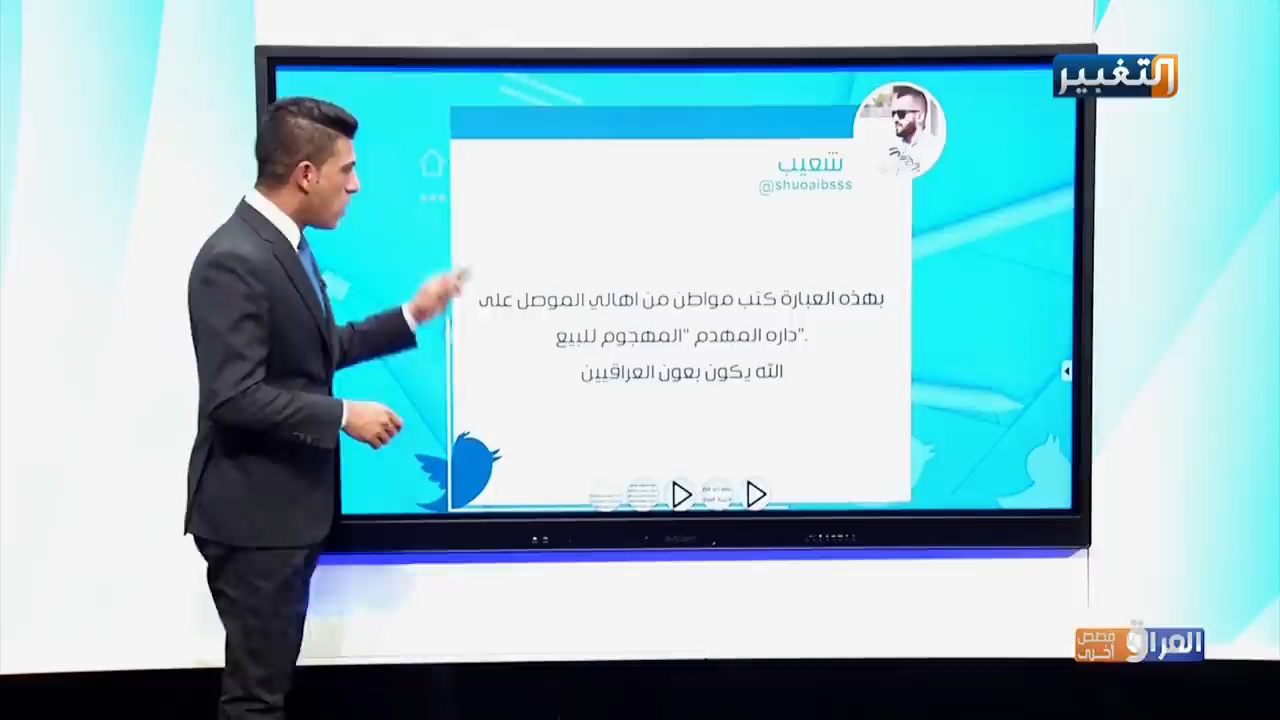 التغيير
شعيب
@shuoaibsss
بهذه العبارة كتب مواطن من اهالي الموصل على
داره المهدم "المهجوم للبيع".
الله يكون بعون العراقيين
العراق
قصص
أخرى